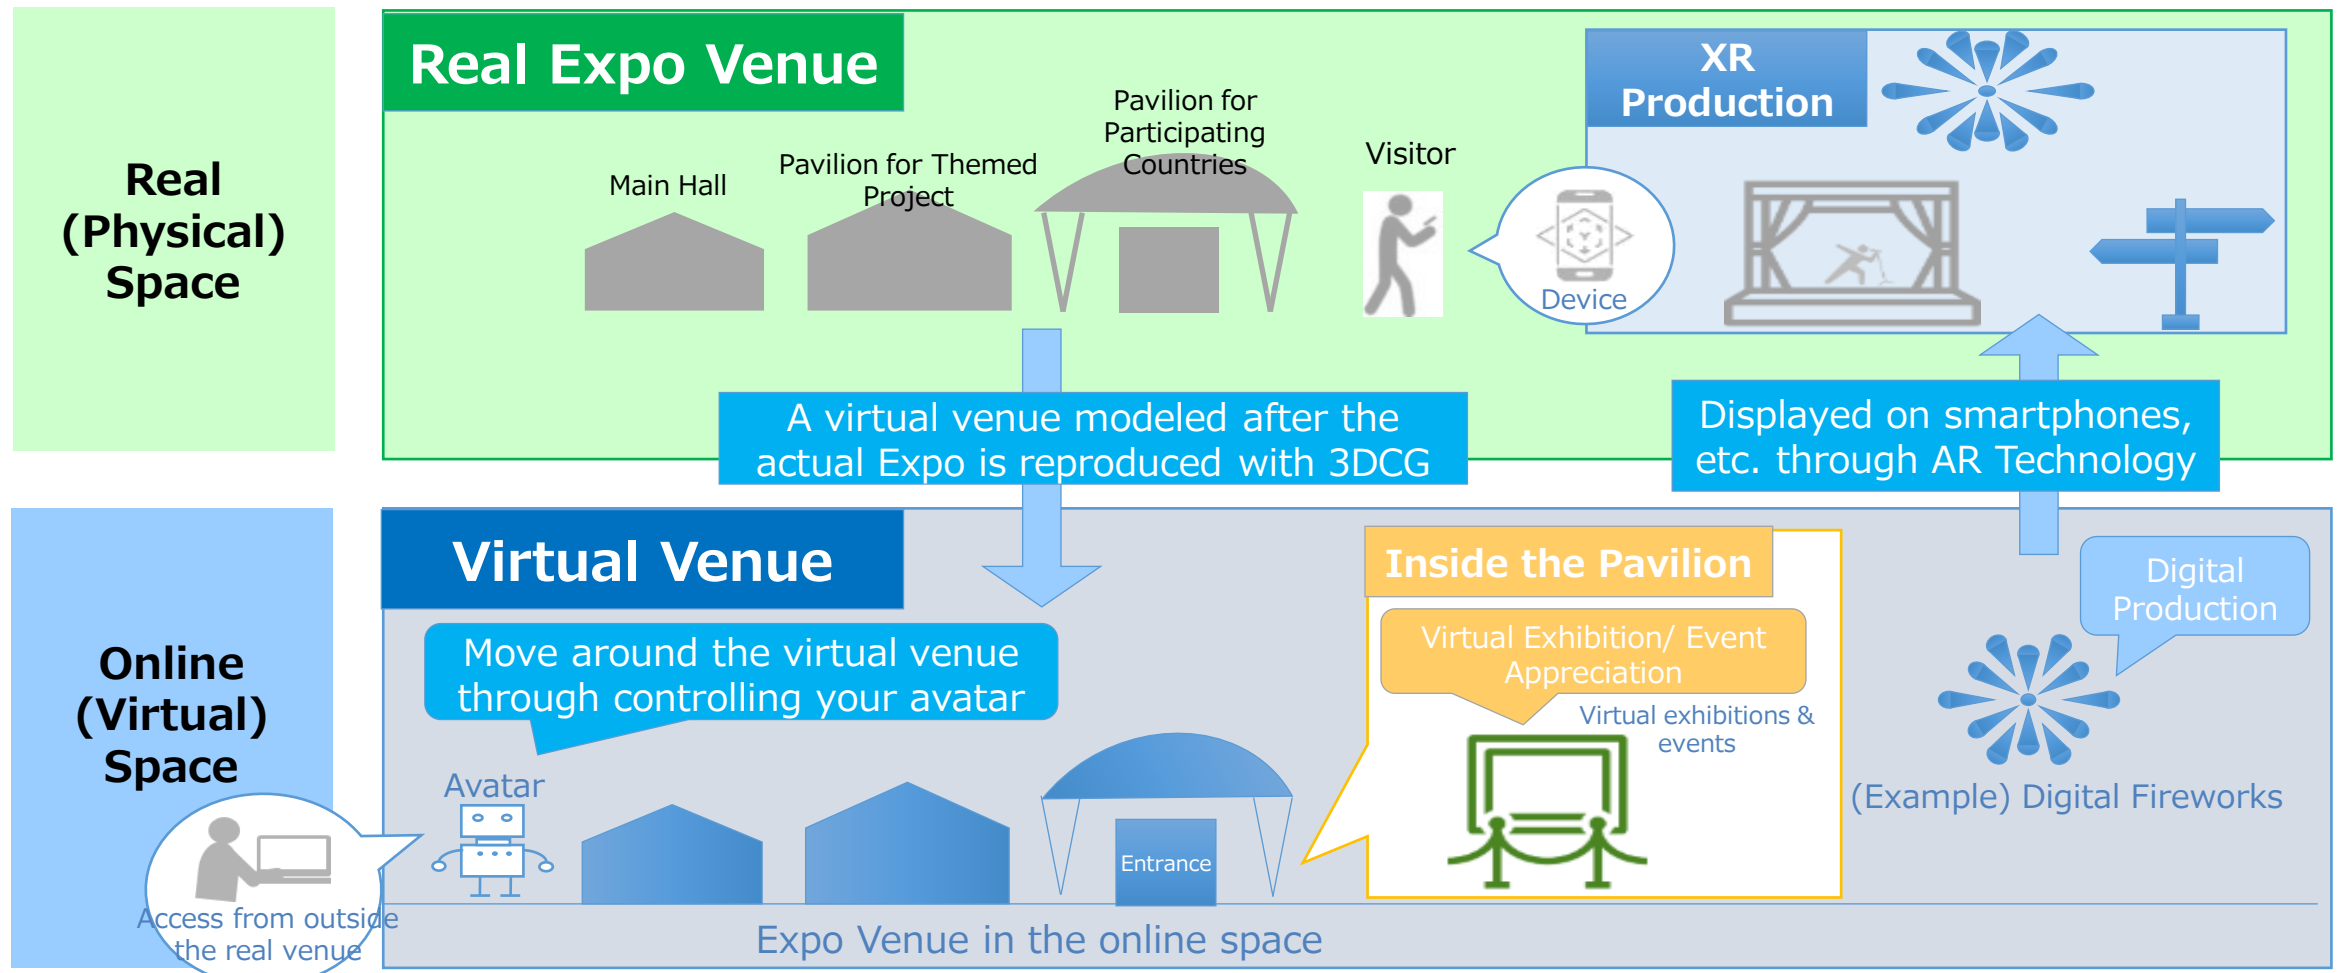 Real
(Physical)
Space
Real Expo Venue
Main Hall
Pavilion for Themed
Project
Pavilion for
Participating
Countries
Visitor
Device
XR
Production
A virtual venue modeled after the
actual Expo is reproduced with 3DCG
Displayed on smartphones,
etc. through AR Technology
Online
(Virtual)
Space
Access from outside
the real venue
Virtual Venue
Move around the virtual venue
through controlling your avatar
Avatar
Entrance
Expo Venue in the online space
Inside the Pavilion
Virtual Exhibition/ Event
Appreciation
Virtual exhibitions &
events
Digital
Production
(Example) Digital Fireworks